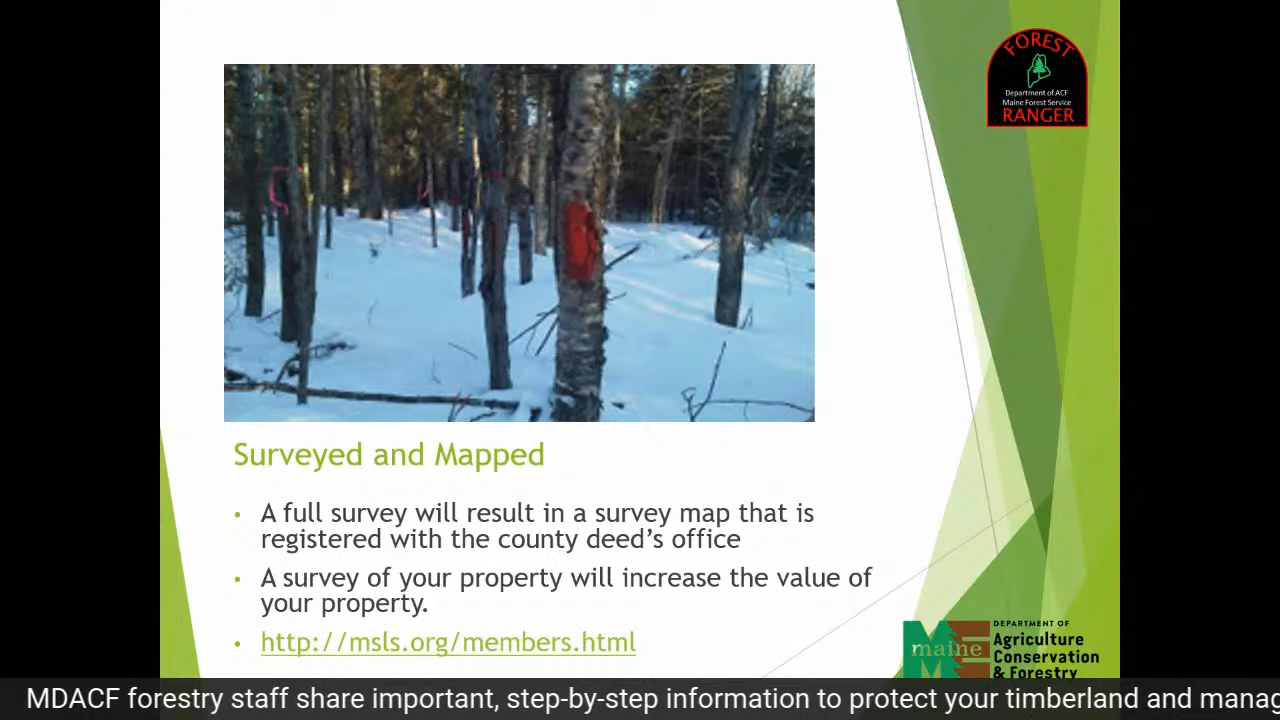 FOREST
Department of ACF
Maine Forest Service
RANGER
Surveyed and Mapped
• A full survey will result in a survey map that is
registered with the county deed’s office
• A survey of your property will increase the value of
your property.
• http://msls.org/members.html
maine
DEPARTMENT OF
Agriculture
Conservation
& Forestry
MDACF forestry staff share important, step-by-step information to protect your timberland and manag